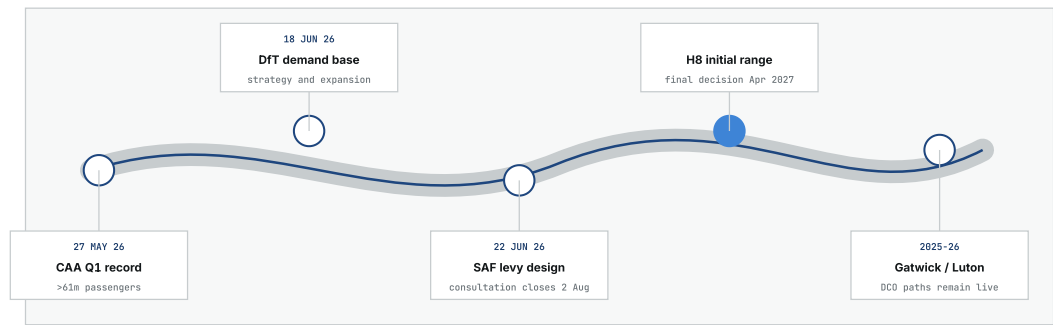 18 JUN 26
DfT demand base
strategy and expansion
H8 initial range
final decision Apr 2027
27 MAY 26
CAA Q1 record
>61m passengers
22 JUN 26
SAF levy design
consultation closes 2 Aug
2025-26
Gatwick / Luton
DCO paths remain live